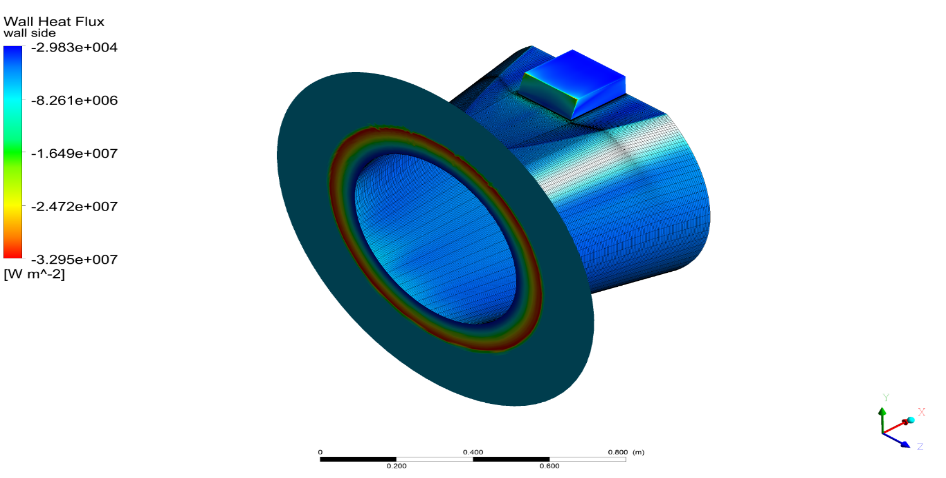 Wall Heat Flux
wall side
-2.983e+004
-8.261e+006
-1.649e+007
-2.472e+007
-3.295e+007
[W m^-2]
0 0.400 0.800 (m)
0.200 0.600
Y
X
Z